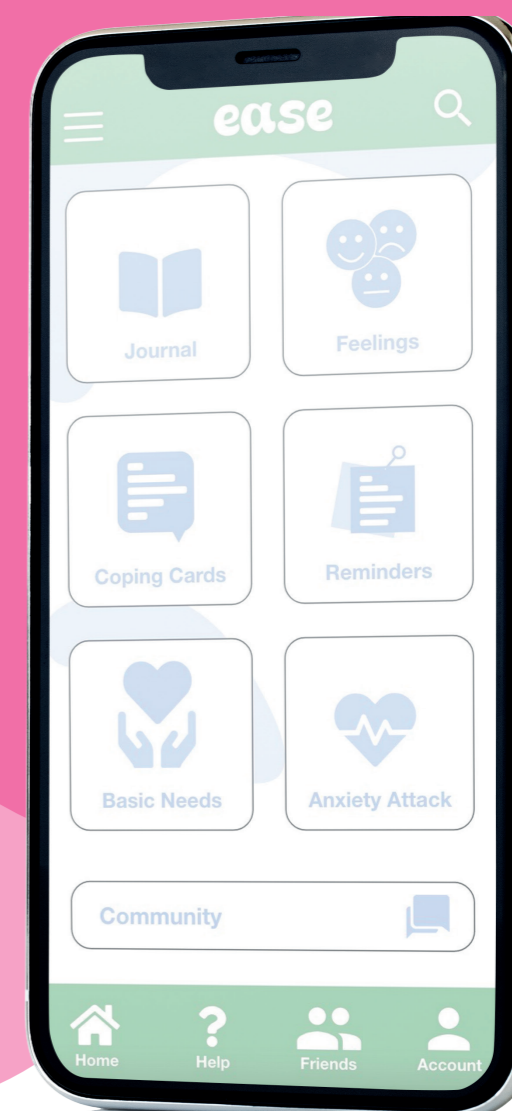 ease
Journal
Feelings
Coping Cards
Reminders
Basic Needs
Anxiety Attack
Community
Home
Help
Friends
Account